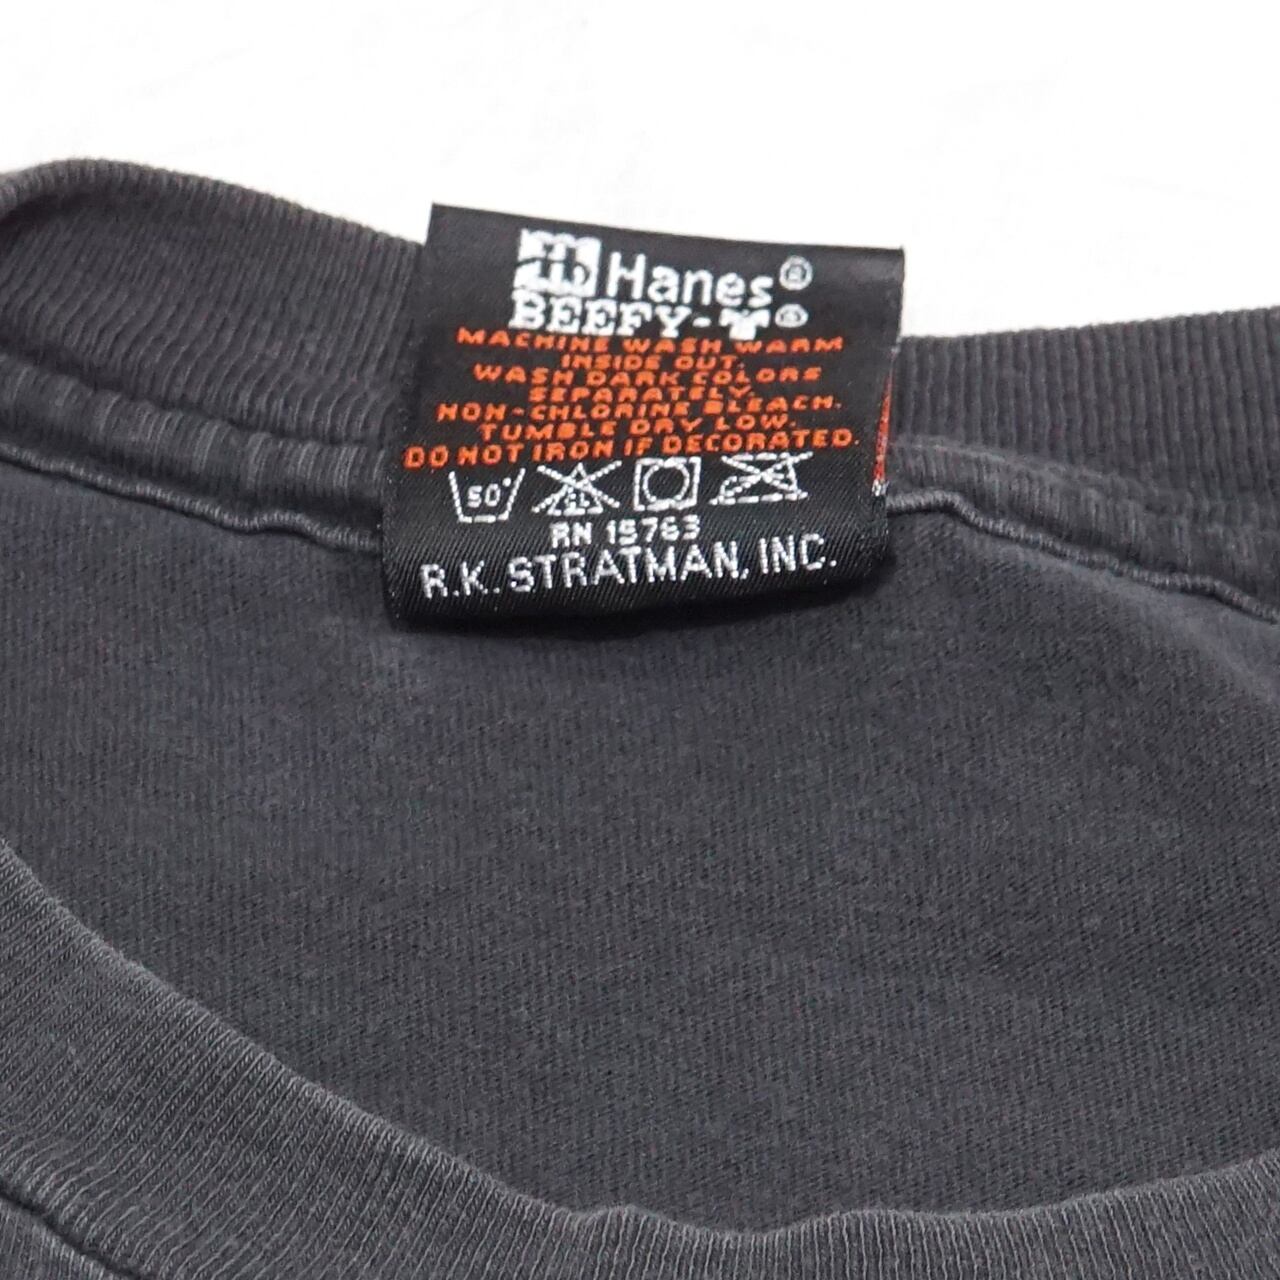 Hanes®
BEEFY-T®
MACHINE WASH WARM
INSIDE OUT.
WASH DARK COLORS
SEPARATELY.
NON-CHLORINE BLEACH.
TUMBLE DRY LOW.
DO NOT IRON IF DECORATED.
50° CL
RN 15763
R.K. STRATMAN, INC.